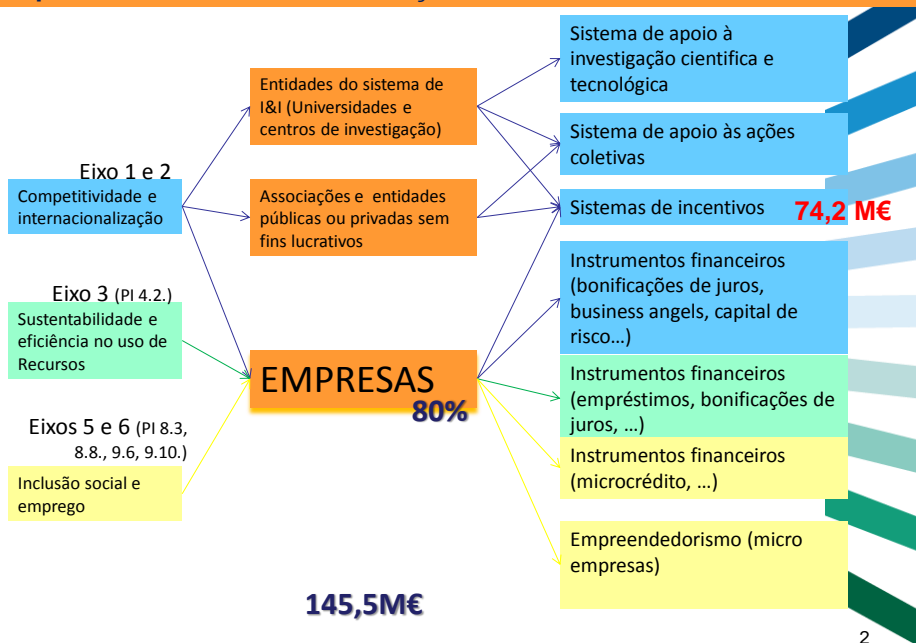 Eixo 1 e 2
Competitividade e
internacionalização
Eixo 3 (PI 4.2.)
Sustentabilidade e
eficiência no uso de
Recursos
Eixos 5 e 6 (PI 8.3,
8.8., 9.6, 9.10.)
Inclusão social e
emprego
Entidades do sistema de
I&I (Universidades e
centros de investigação)
Associações e entidades
públicas ou privadas sem
fins lucrativos
EMPRESAS
80%
145,5M€
Sistema de apoio à
investigação cientifica e
tecnológica
Sistema de apoio às ações
coletivas
Sistemas de incentivos 74,2 M€
Instrumentos financeiros
(bonificações de juros,
business angels, capital de
risco...)
Instrumentos financeiros
(empréstimos, bonificações de
juros, ...)
Instrumentos financeiros
(microcrédito, ...)
Empreendedorismo (micro
empresas)
2